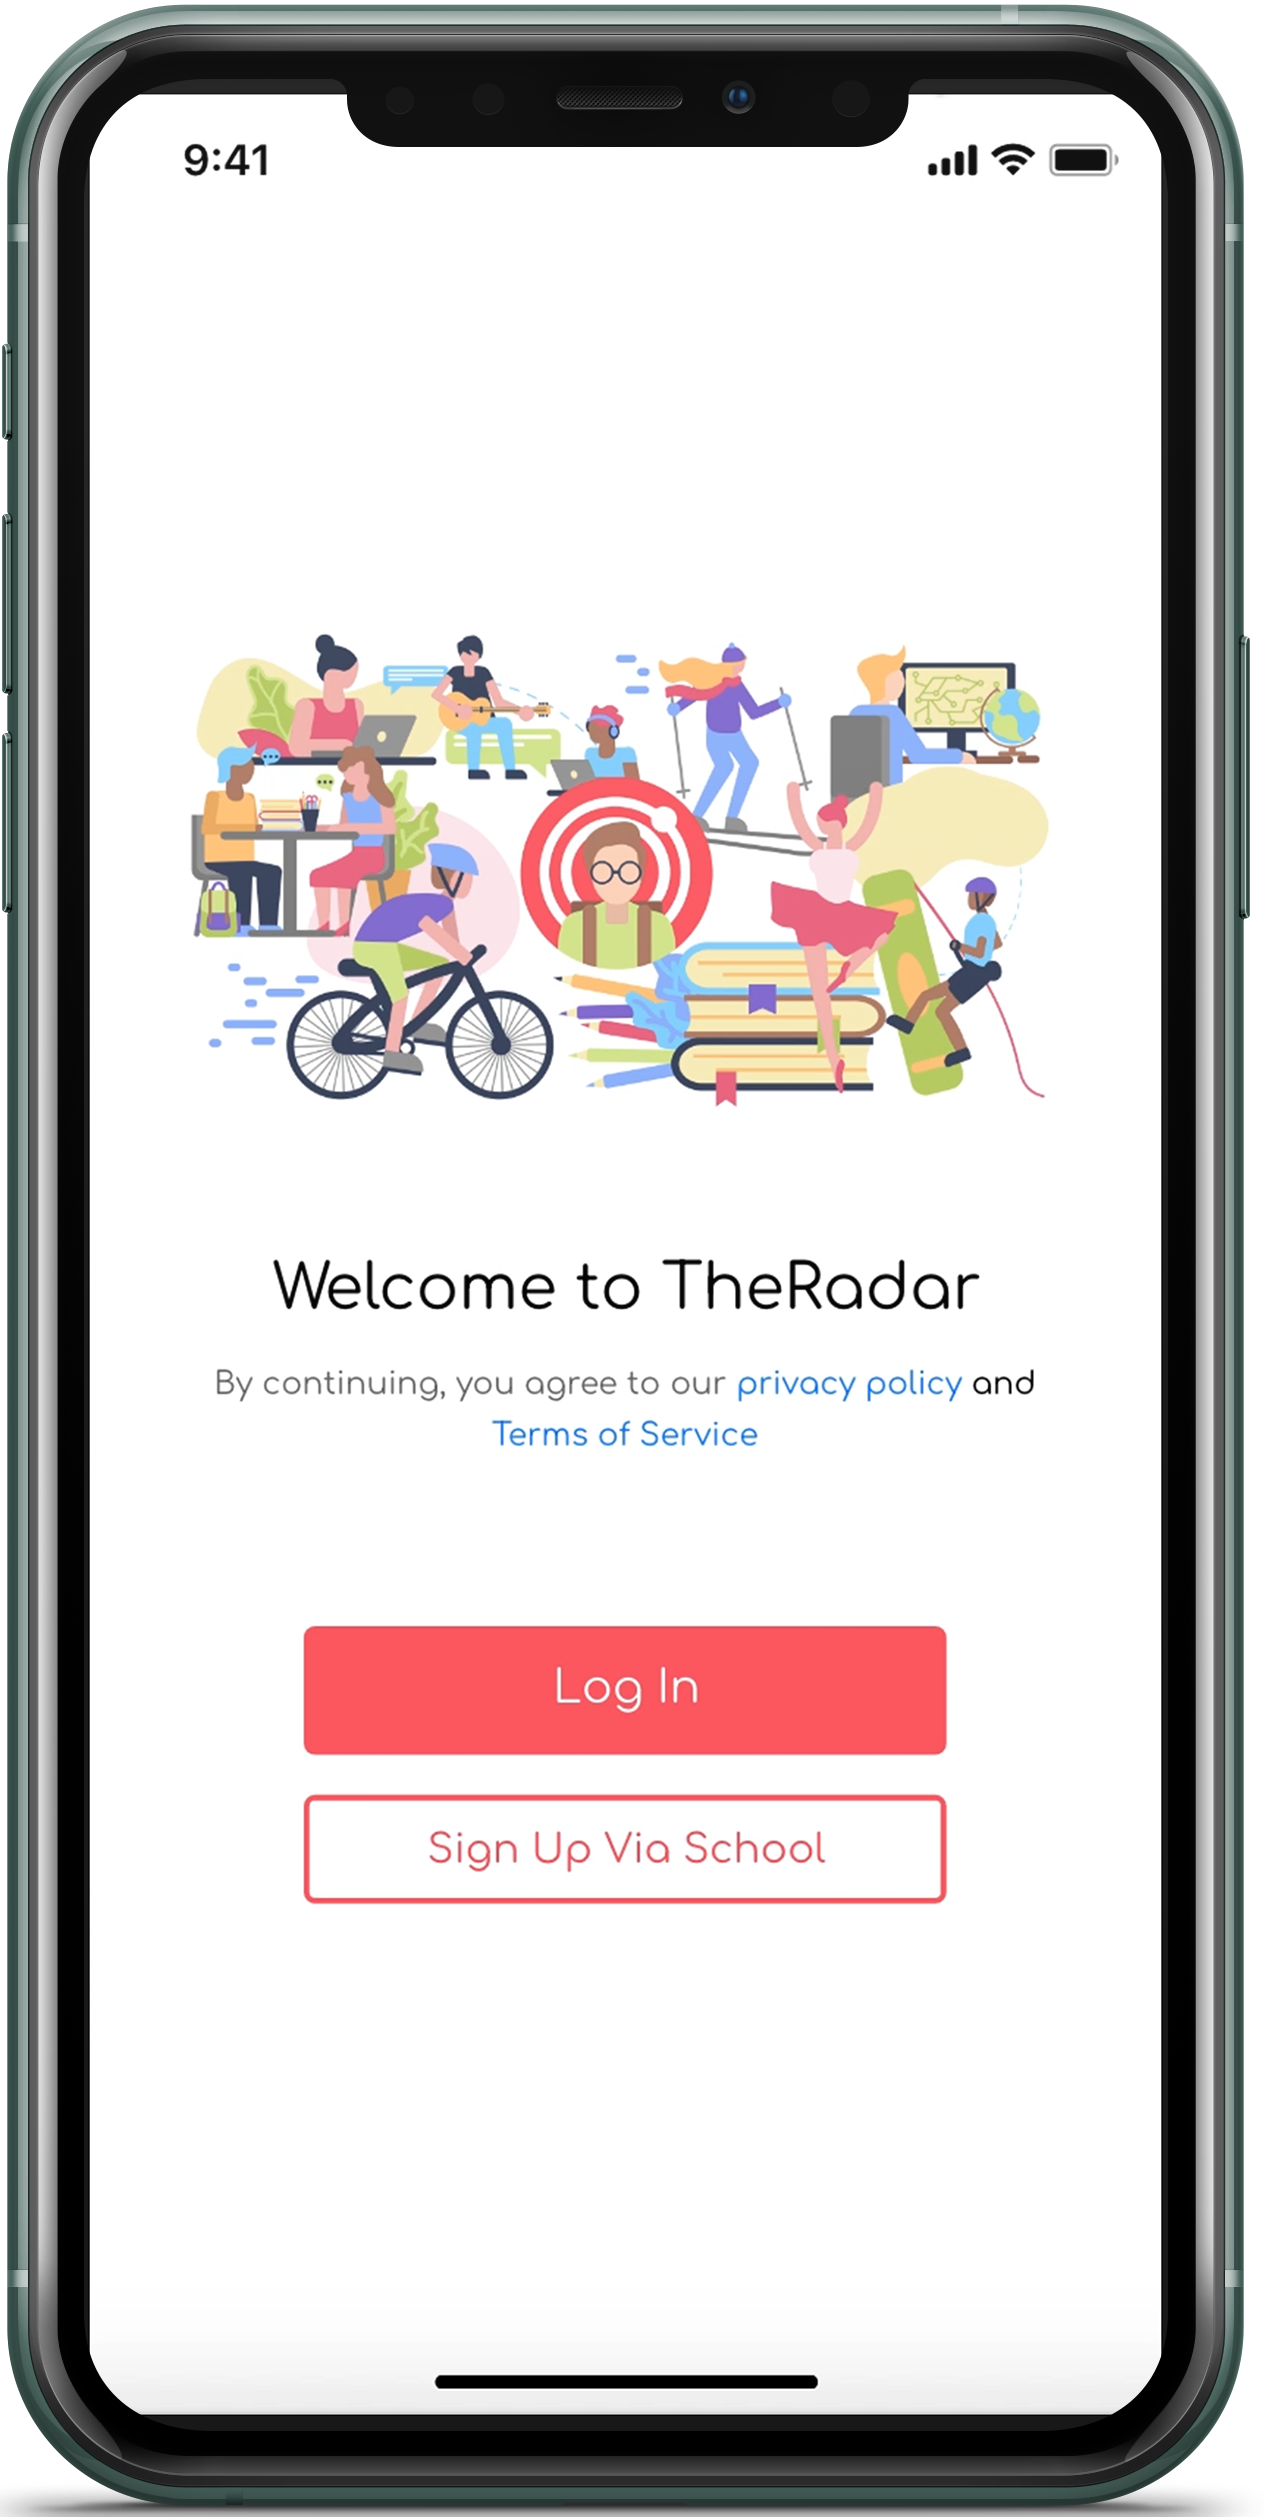 9:41
Welcome to TheRadar
By continuing, you agree to our privacy policy and
Terms of Service
Log In
Sign Up Via School